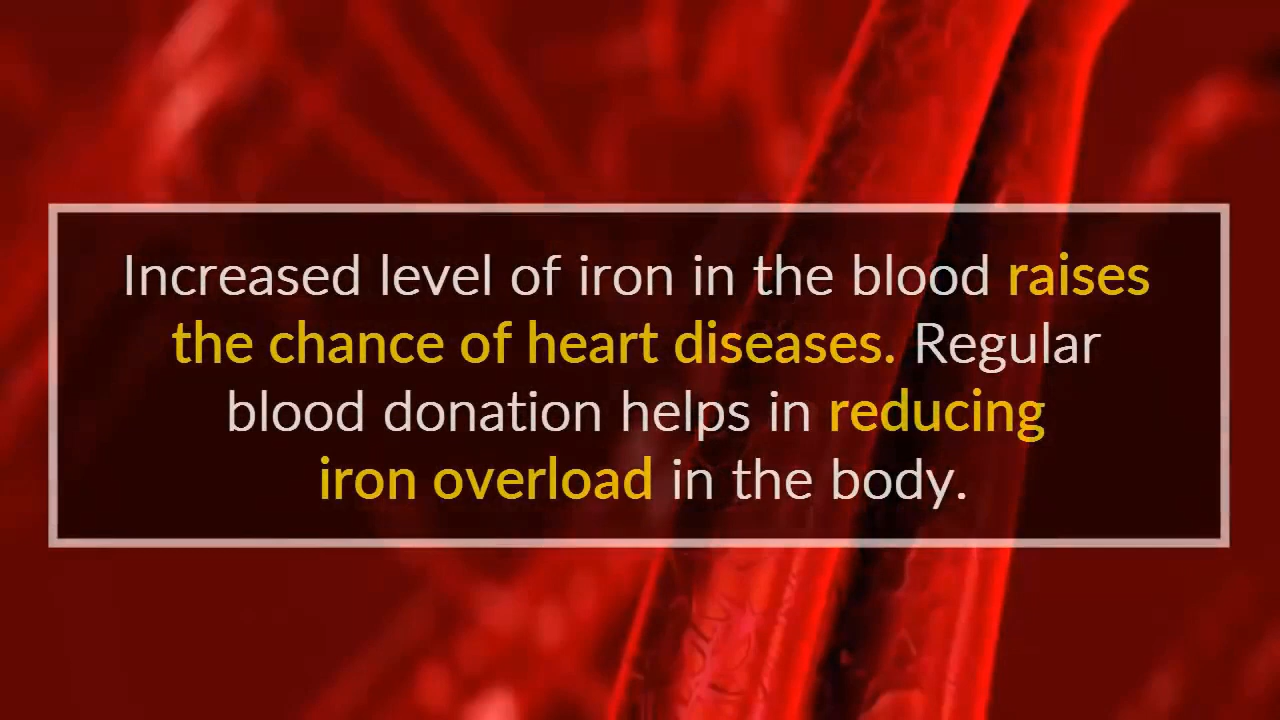 Increased level of iron in the blood raises
the chance of heart diseases. Regular
blood donation helps in reducing
iron overload in the body.